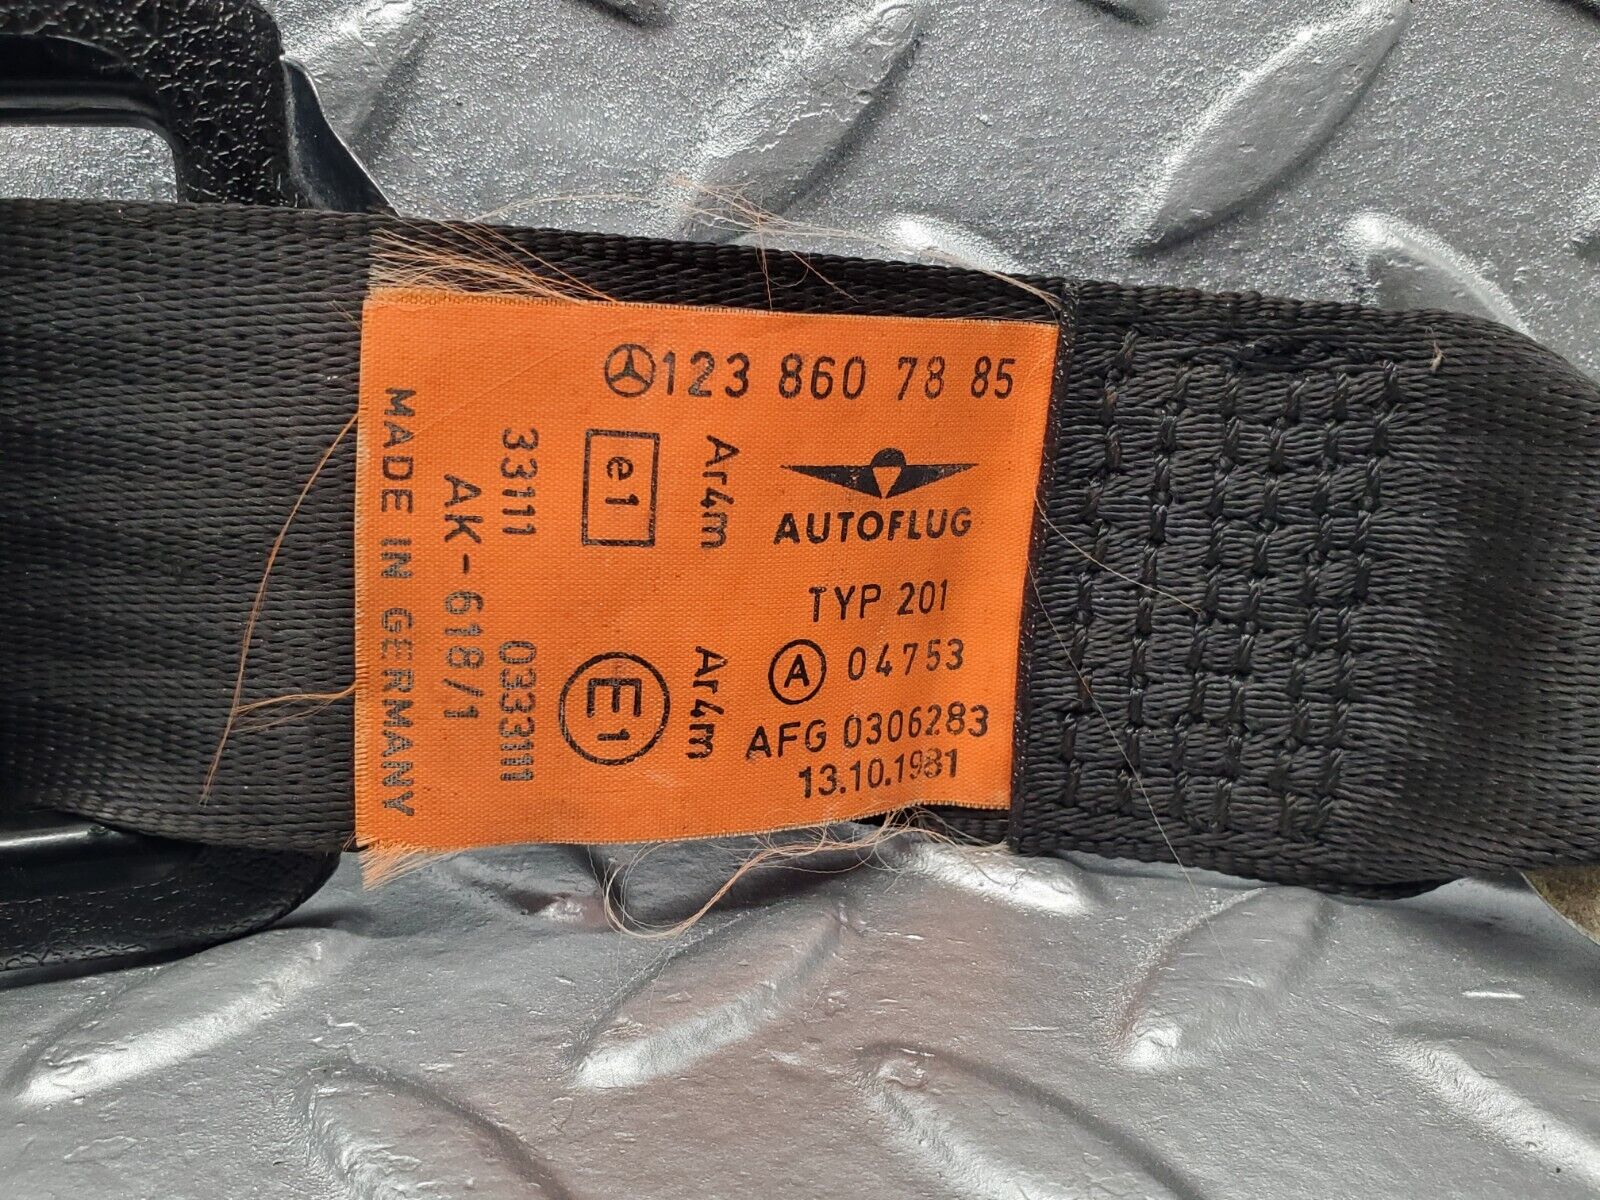 123 860 78 85
AUTOFLUG
TYP 201
A 04753
AFG 0306283
13.10.1981
Ar4m Ar4m
e1 E1
33111 033111
AK-618/1
MADE IN GERMANY